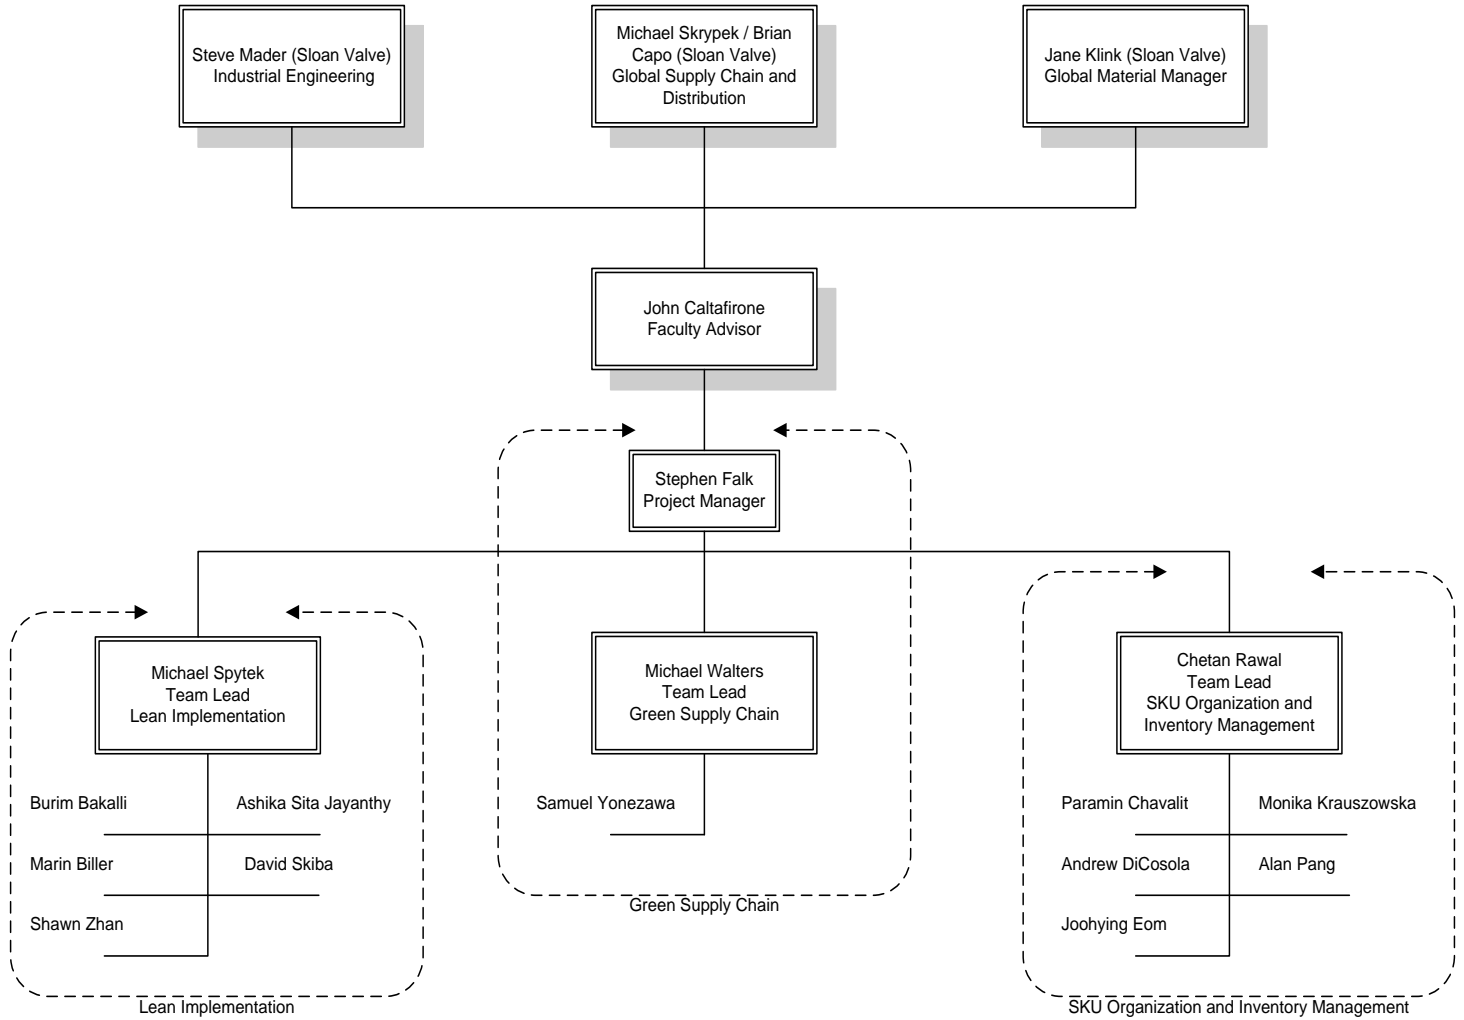 Steve Mader (Sloan Valve)
Industrial Engineering
Michael Skrypek / Brian
Capo (Sloan Valve)
Global Supply Chain and
Distribution
Jane Klink (Sloan Valve)
Global Material Manager
John Caltafirone
Faculty Advisor
Stephen Falk
Project Manager
Michael Spytek
Team Lead
Lean Implementation
Michael Walters
Team Lead
Green Supply Chain
Chetan Rawal
Team Lead
SKU Organization and
Inventory Management
Burim Bakalli
Ashika Sita Jayanthy
Marin Biller
David Skiba
Shawn Zhan
Lean Implementation
Samuel Yonezawa
Green Supply Chain
Paramin Chavalit
Monika Krauszowska
Andrew DiCosola
Alan Pang
Joohying Eom
SKU Organization and Inventory Management